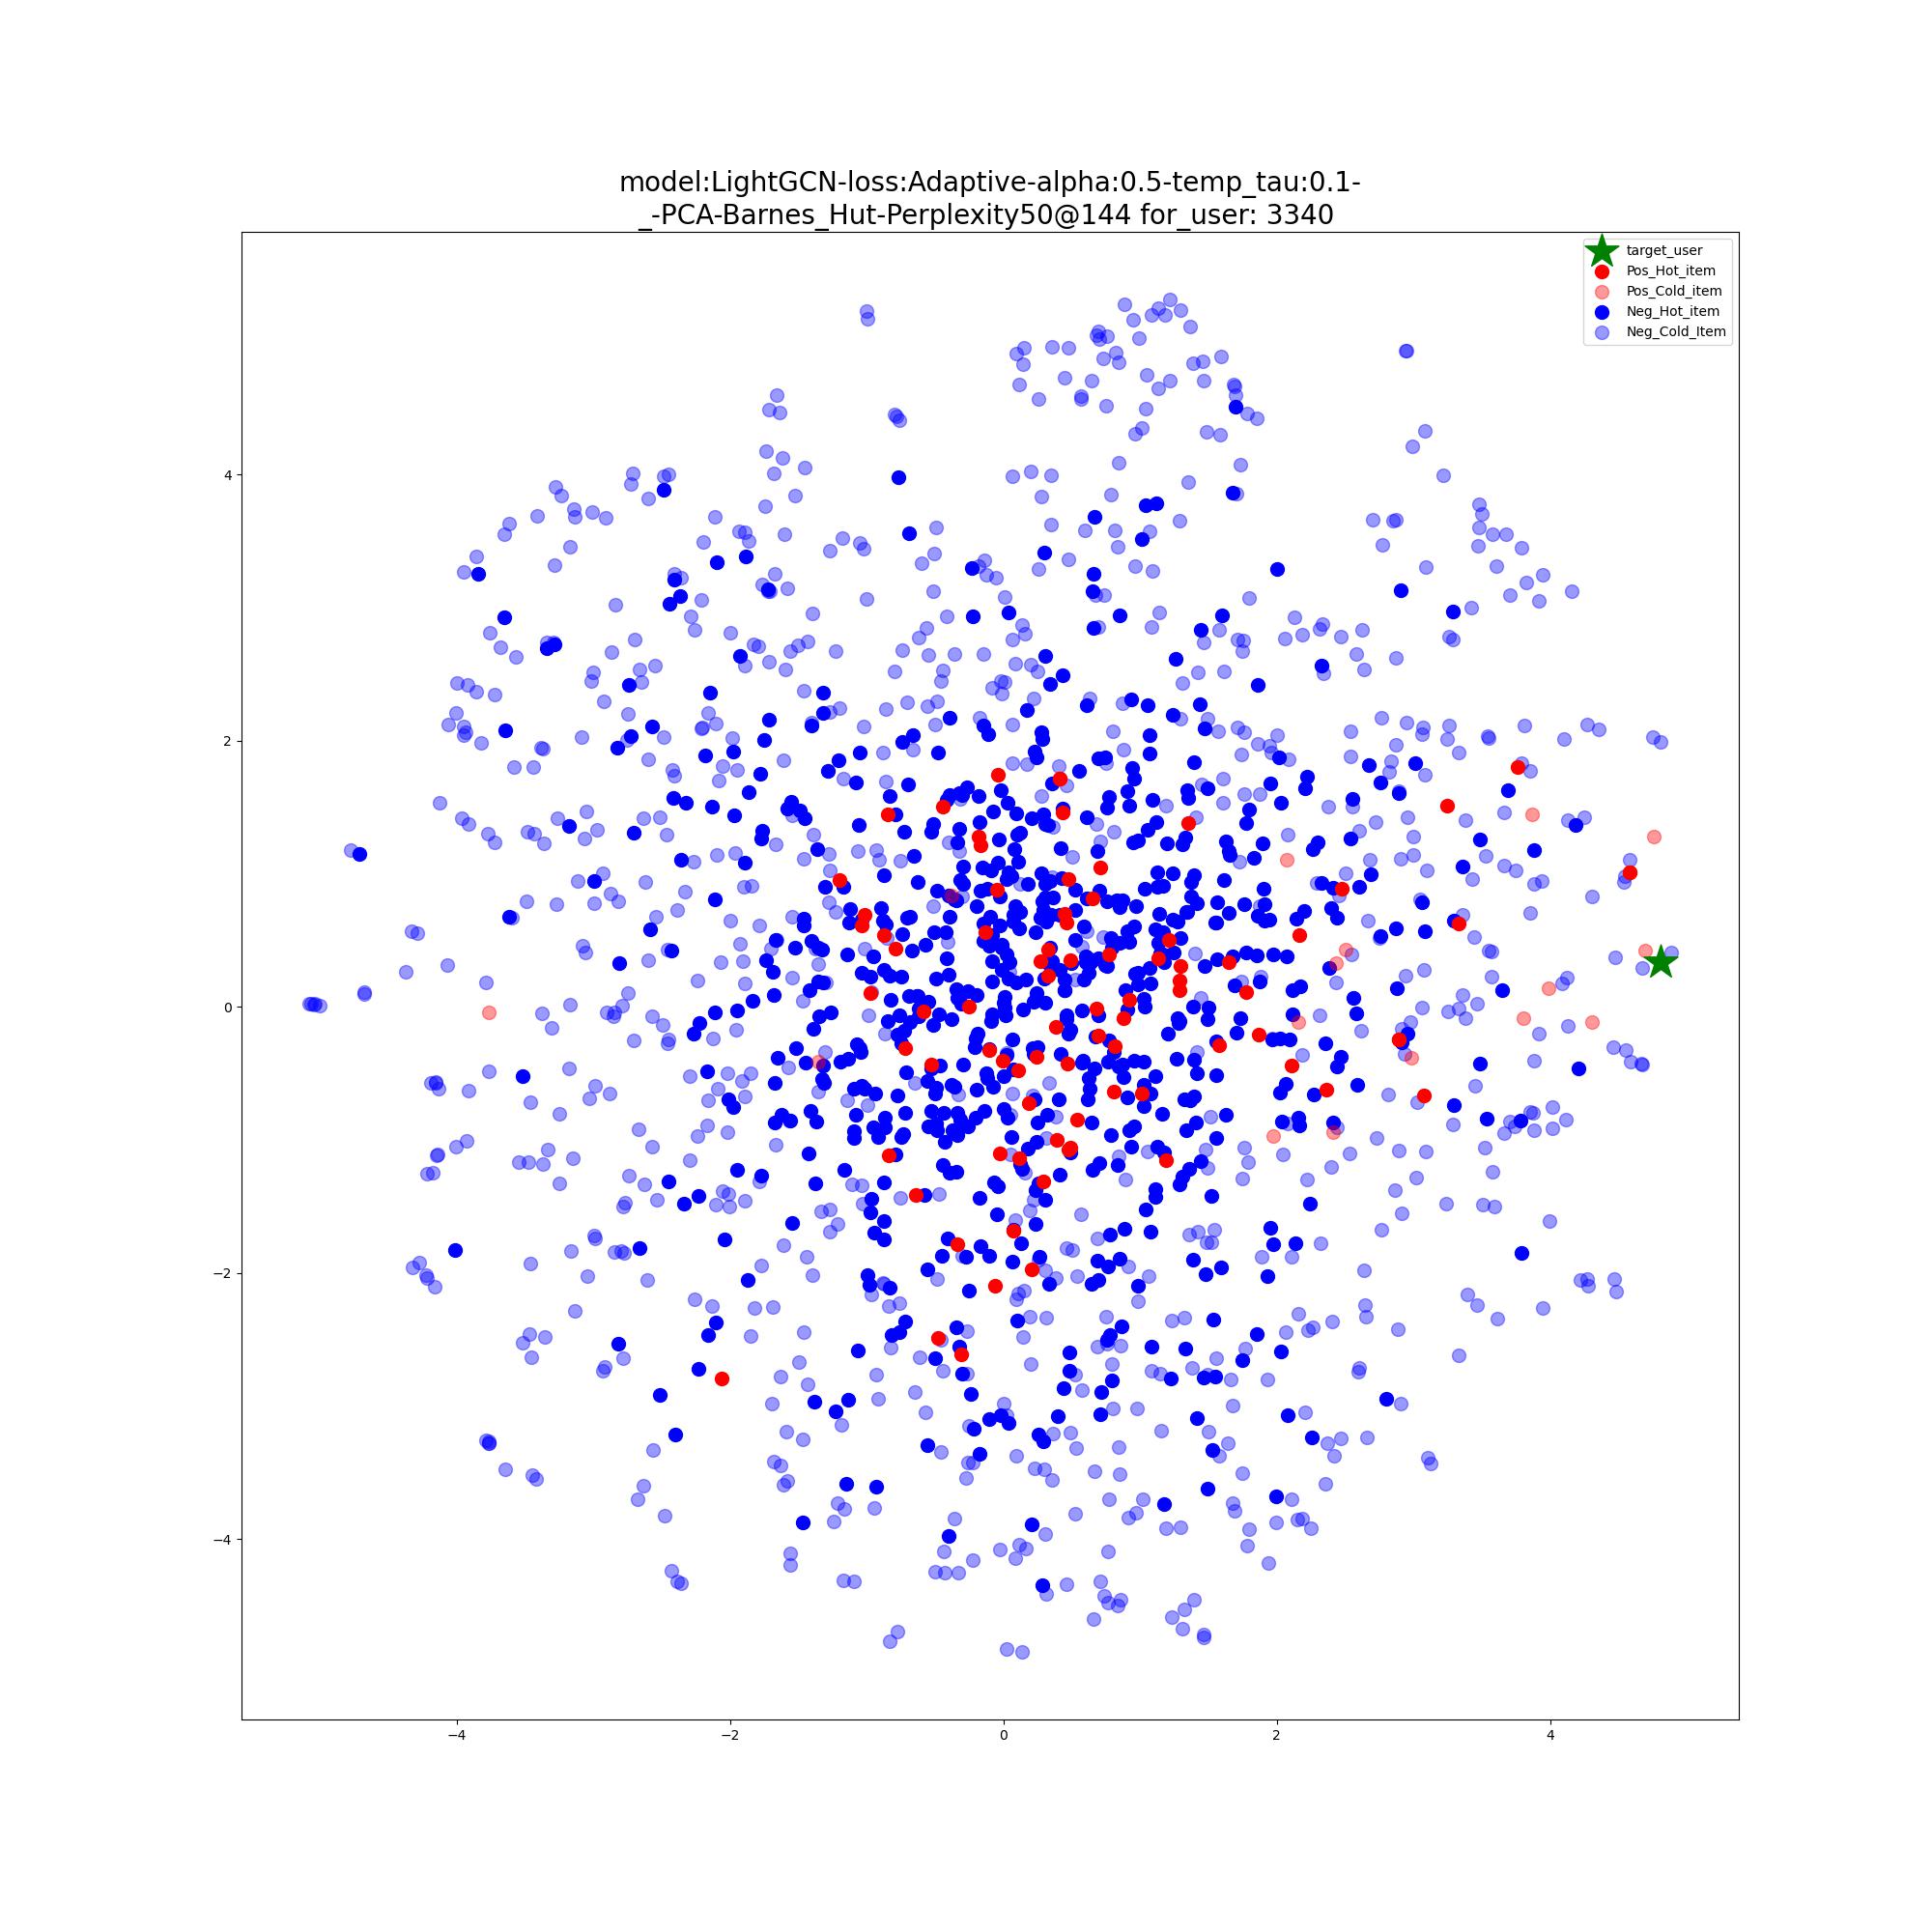 model:LightGCN-loss:Adaptive-alpha:0.5-temp_tau:0.1-
_-PCA-Barnes_Hut-Perplexity50@144 for_user: 3340
target_user
Pos_Hot_item
Pos_Cold_item
Neg_Hot_item
Neg_Cold_Item
4
2
0
−2
−4
−4
−2
0
2
4